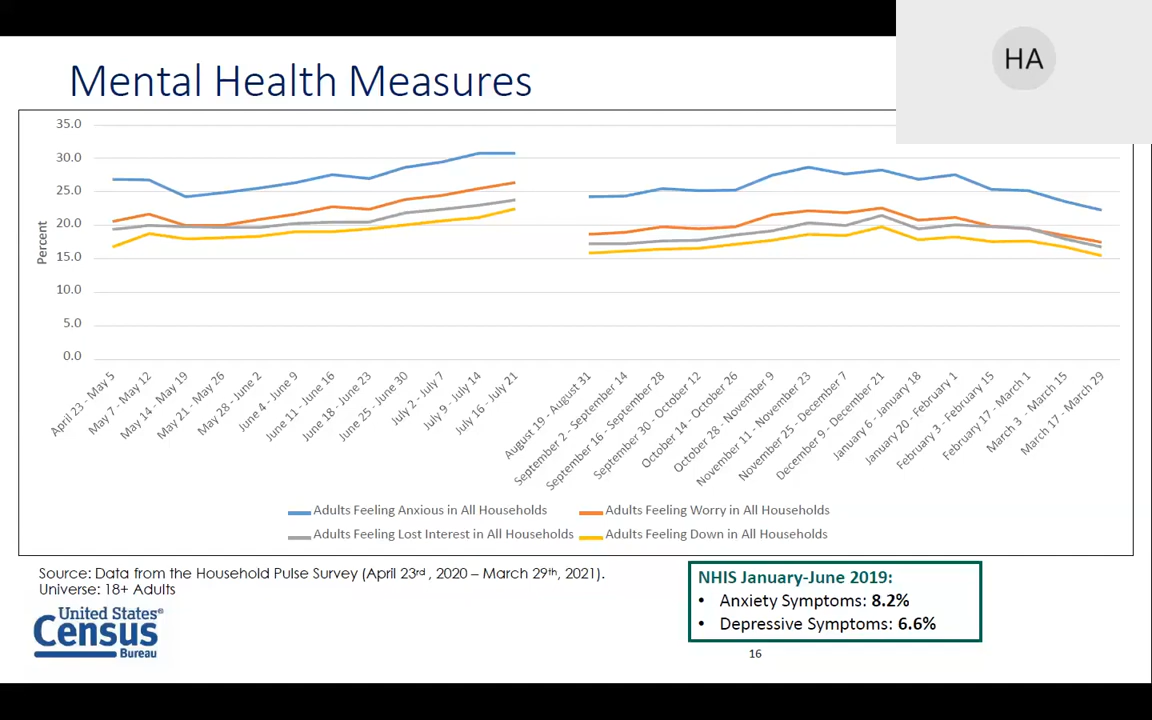 HA
Mental Health Measures
35.0
30.0
25.0
20.0
15.0
10.0
5.0
0.0
Percent
April 23 - May 5
May 7 - May 12
May 14 - May 19
May 21 - May 26
May 28 - June 2
June 4 - June 9
June 11 - June 16
June 18 - June 23
June 25 - June 30
July 2 - July 7
July 9 - July 14
July 16 - July 21
August 19 - August 31
September 2 - September 14
September 16 - September 28
September 30 - October 12
October 14 - October 26
October 28 - November 9
November 11 - November 23
November 25 - December 7
December 9 - December 21
January 6 - January 18
January 20 - February 1
February 3 - February 15
February 17 - March 1
March 3 - March 15
March 17 - March 29
Adults Feeling Anxious in All Households
Adults Feeling Worry in All Households
Adults Feeling Lost Interest in All Households
Adults Feeling Down in All Households
Source: Data from the Household Pulse Survey (April 23rd , 2020 – March 29th, 2021).
Universe: 18+ Adults
United States®
Census
Bureau
NHIS January-June 2019:
• Anxiety Symptoms: 8.2%
• Depressive Symptoms: 6.6%
16